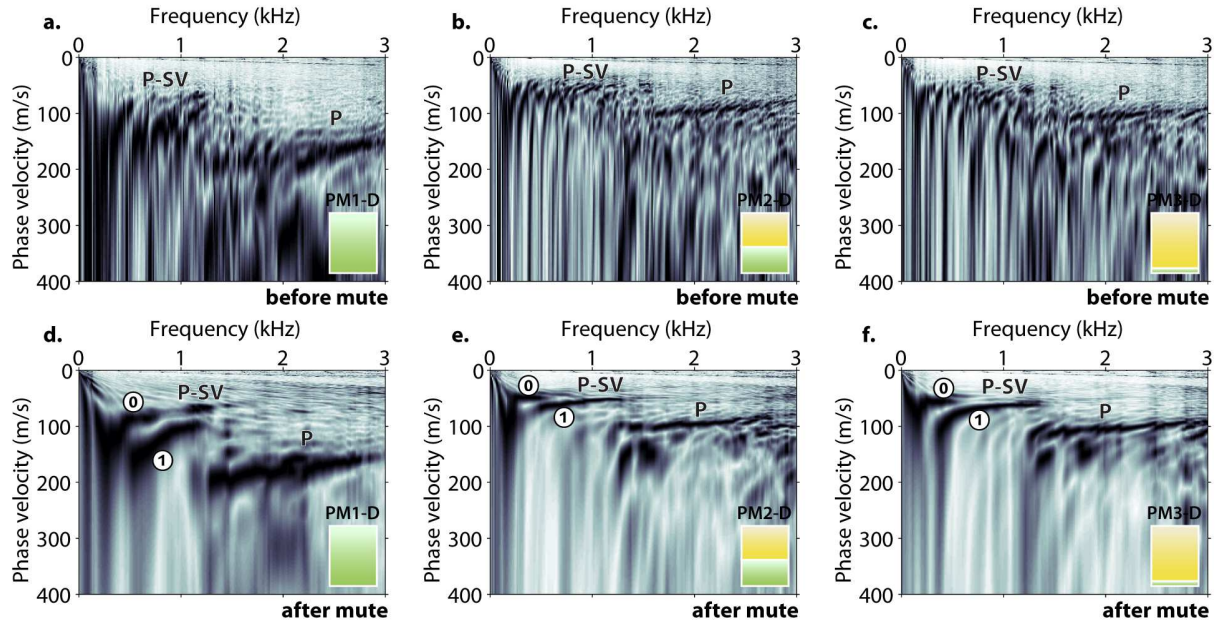 a. Frequency (kHz)
0 1 2 3
Phase velocity (m/s)
0
100
200
300
400
P-SV
P
PM1-D
before mute
b. Frequency (kHz)
0 1 2 3
Phase velocity (m/s)
0
100
200
300
400
P-SV
P
PM2-D
before mute
c. Frequency (kHz)
0 1 2 3
Phase velocity (m/s)
0
100
200
300
400
P-SV
P
PM3-D
before mute
d. Frequency (kHz)
0 1 2 3
Phase velocity (m/s)
0
100
200
300
400
P-SV
0
1
P
PM1-D
after mute
e. Frequency (kHz)
0 1 2 3
Phase velocity (m/s)
0
100
200
300
400
0
P-SV
1
P
PM2-D
after mute
f. Frequency (kHz)
0 1 2 3
Phase velocity (m/s)
0
100
200
300
400
0
P-SV
1
P
PM3-D
after mute